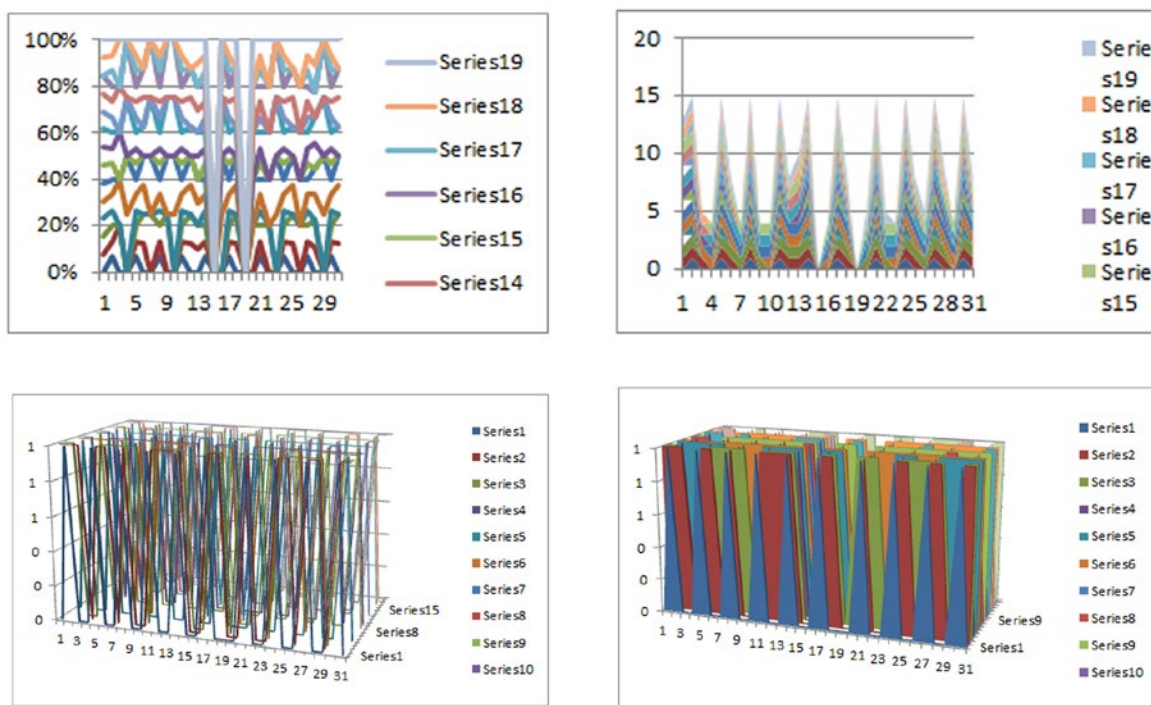 100%
80%
60%
40%
20%
0%
1 5 9 13 17 21 25 29
Series19
Series18
Series17
Series16
Series15
Series14
20
15
10
5
0
1 4 7 10 13 16 19 22 25 28 31
Serie
s19
Serie
s18
Serie
s17
Serie
s16
Serie
s15
1
1
1
0
0
0
1 3 5 7 9 11 13 15 17 19 21 23 25 27 29 31
Series15
Series8
Series1
Series1
Series2
Series3
Series4
Series5
Series6
Series7
Series8
Series9
Series10
1
1
1
0
0
0
1 3 5 7 9 11 13 15 17 19 21 23 25 27 29 31
Series9
Series1
Series1
Series2
Series3
Series4
Series5
Series6
Series7
Series8
Series9
Series10